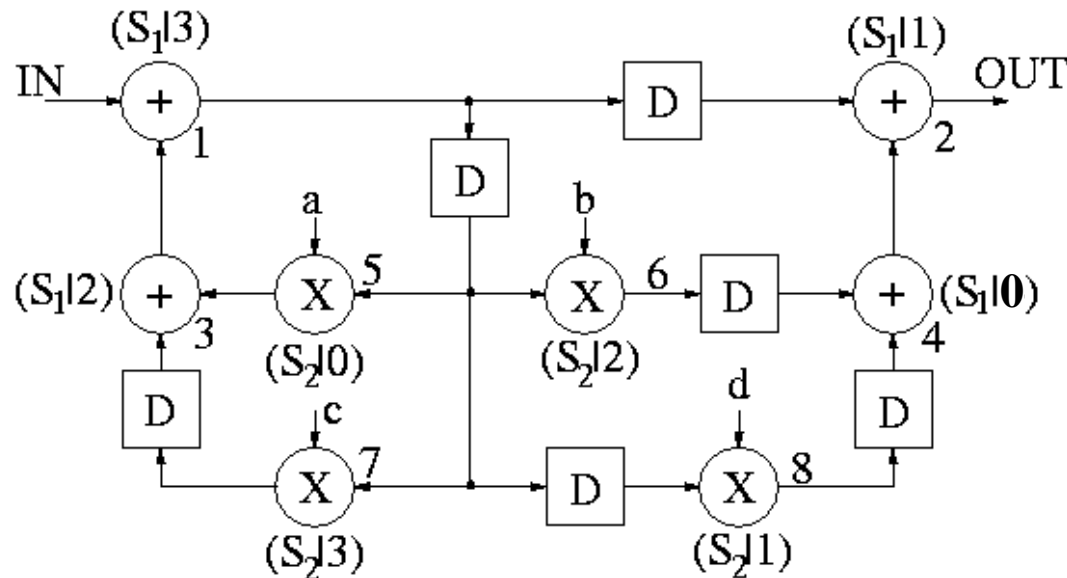 (S₁|3)
(S₁|1)
IN
OUT
+
D
+
1
2
D
a
b
(S₁|2)
+
X
5
X
6
D
+
(S₁|0)
3
4
(S₂|0)
(S₂|2)
D
c
d
D
X
7
D
X
8
(S₂|3)
(S₂|1)